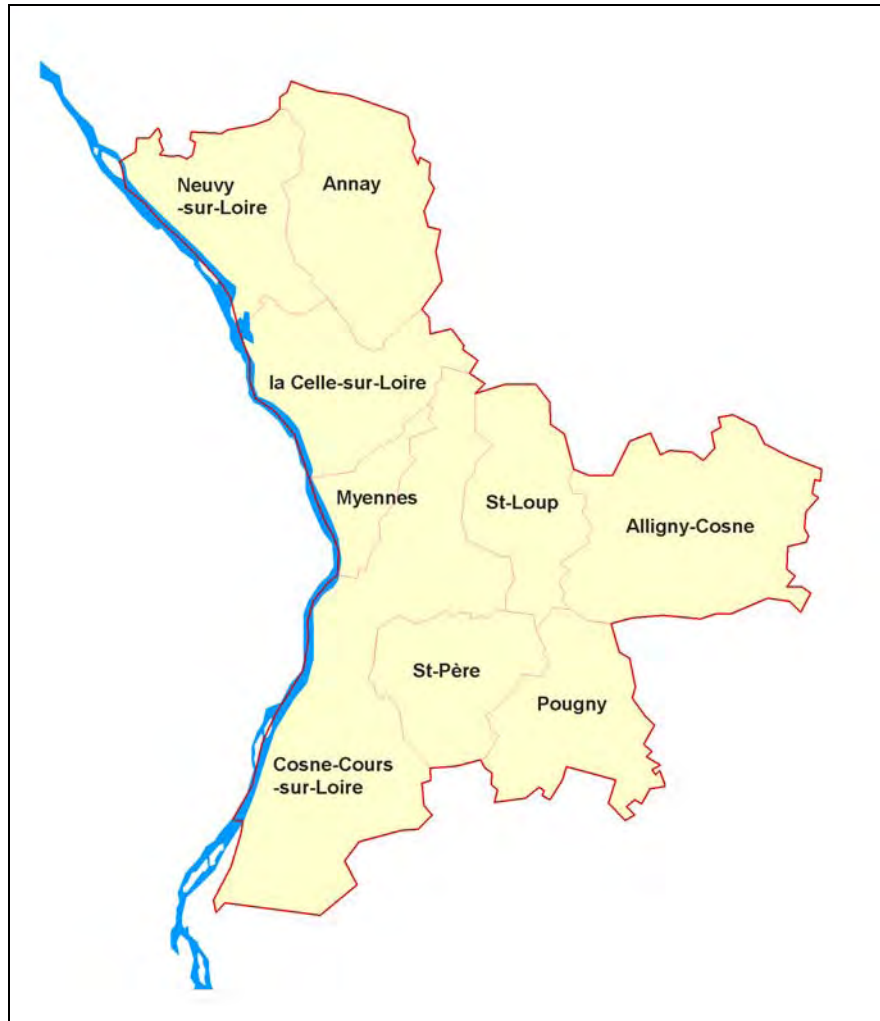 Neuvy
-sur-Loire
Annay
la Celle-sur-Loire
Myennes
St-Loup
Alligny-Cosne
St-Père
Pougny
Cosne-Cours
-sur-Loire